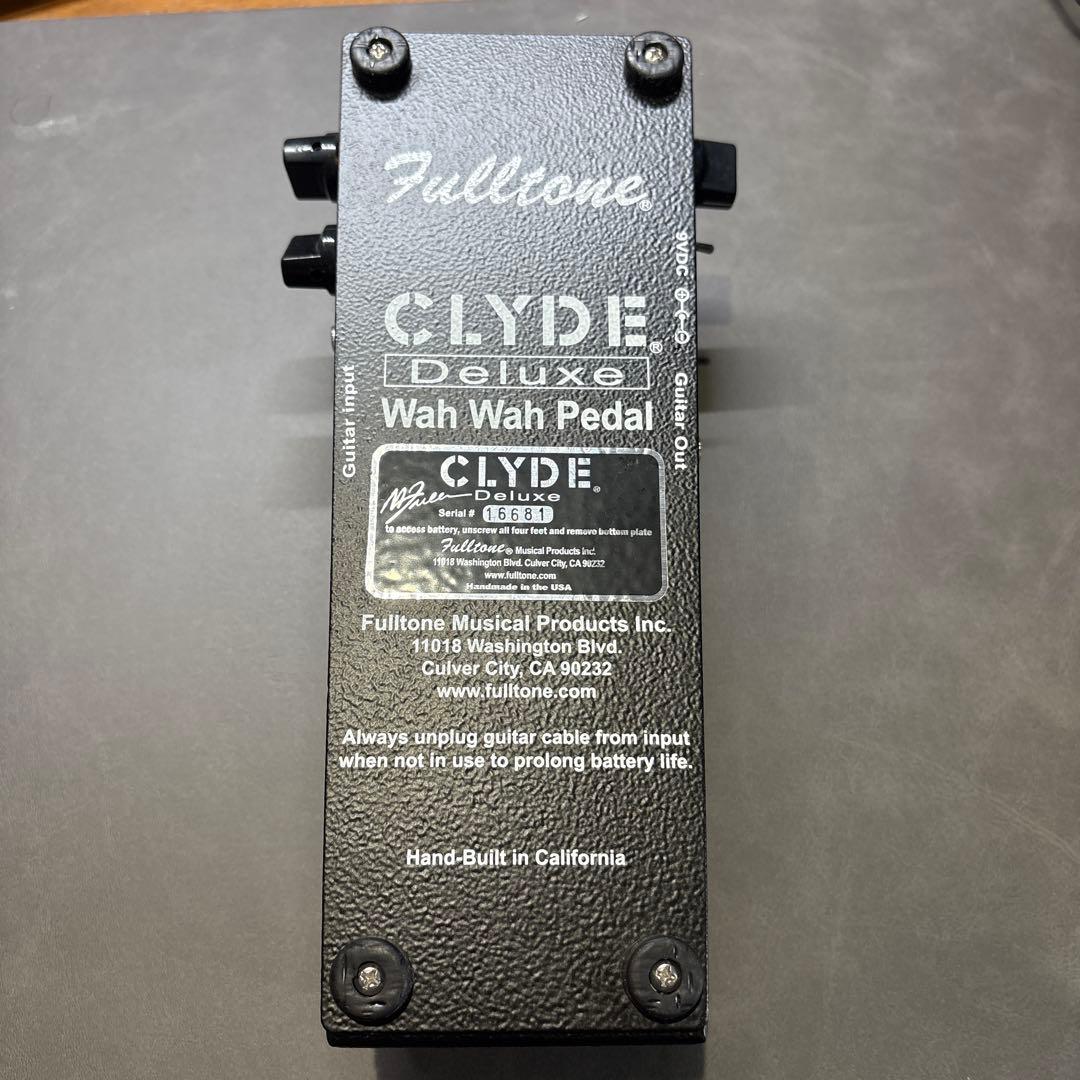 Fulltone®
9VDC
CLYDE®
Deluxe
Wah Wah Pedal
Guitar input
Guitar Out
CLYDE®
Deluxe
MFuller
Serial # 16681
to access battery, unscrew all four feet and remove bottom plate
Fulltone® Musical Products Inc.
11018 Washington Blvd. Culver City, CA 90232
www.fulltone.com
Handmade in the USA
Fulltone Musical Products Inc.
11018 Washington Blvd.
Culver City, CA 90232
www.fulltone.com
Always unplug guitar cable from input
when not in use to prolong battery life.
Hand-Built in California